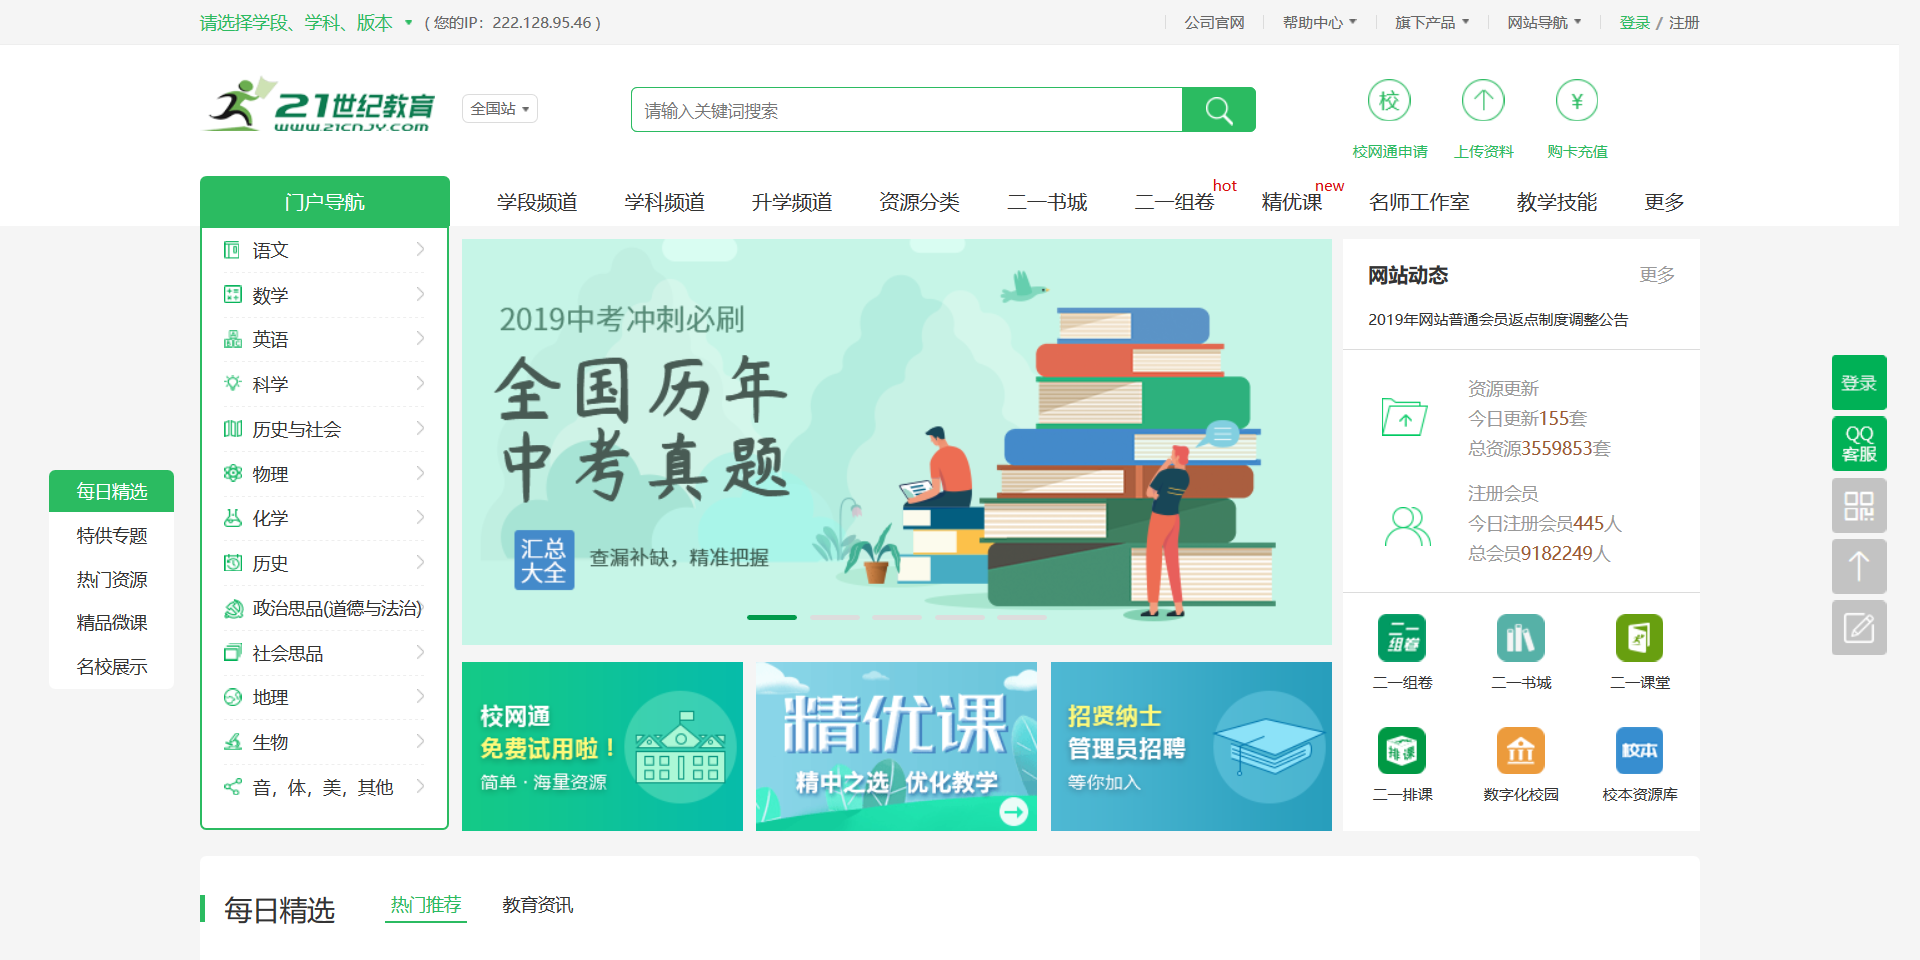 请选择学段、学科、版本 ( 您的IP：222.128.95.46 )
公司官网 帮助中心 旗下产品 网站导航 登录 / 注册
21世纪教育
www.21cnjy.com
全国站
请输入关键词搜索
校
¥
校网通申请 上传资料 购卡充值
门户导航 学段频道 学科频道 升学频道 资源分类 二一书城 二一组卷 hot 精优课 new 名师工作室 教学技能 更多
语文
数学
英语
科学
历史与社会
物理
化学
历史
政治思品(道德与法治)
社会思品
地理
生物
音，体，美，其他
每日精选
特供专题
热门资源
精品微课
名校展示
2019中考冲刺必刷
全国历年
中考真题
汇总
大全
查漏补缺，精准把握
校网通
免费试用啦！
简单·海量资源
精优课
精中之选 优化教学
招贤纳士
管理员招聘
等你加入
网站动态 更多
2019年网站普通会员返点制度调整公告
资源更新
今日更新155套
总资源3559853套
注册会员
今日注册会员445人
总会员9182249人
二一
组卷
二一组卷 二一书城 二一课堂
排课
校本
二一排课 数字化校园 校本资源库
登录
QQ
客服
每日精选 热门推荐 教育资讯